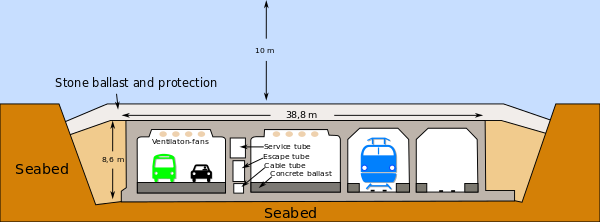 10 m
Stone ballast and protection
38,8 m
Ventilaton-fans
Service tube
Escape tube
Cable tube
Concrete ballast
8,6 m
Seabed
Seabed